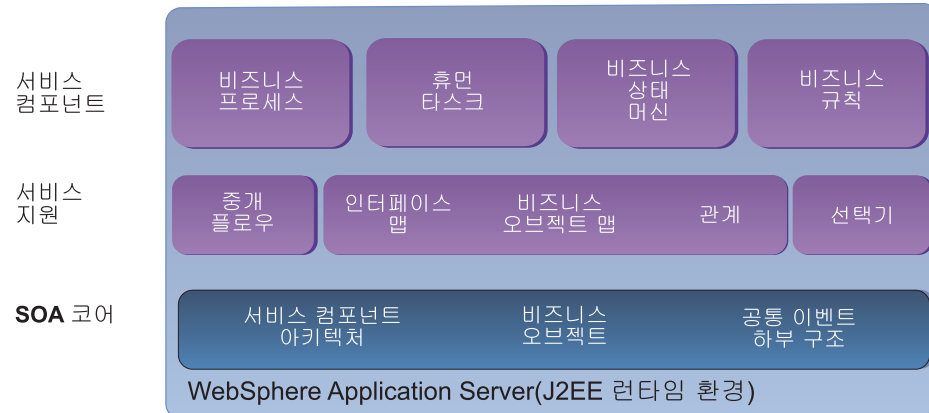 서비스
컴포넌트
비즈니스
프로세스
휴먼
타스크
비즈니스
상태
머신
비즈니스
규칙
서비스
지원
중개
플로우
인터페이스
맵
비즈니스
오브젝트 맵
관계
선택기
SOA 코어
서비스 컴포넌트
아키텍처
비즈니스
오브젝트
공통 이벤트
하부 구조
WebSphere Application Server(J2EE 런타임 환경)